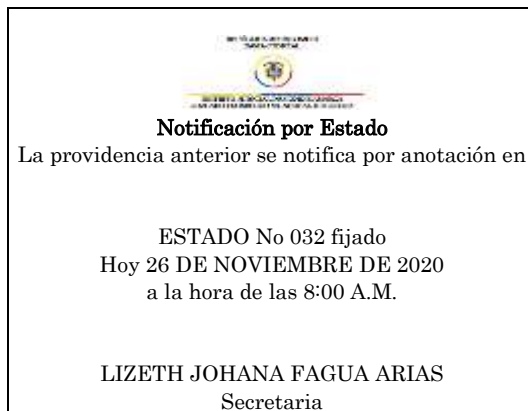 Notificación por Estado
La providencia anterior se notifica por anotación en
ESTADO No 032 fijado
Hoy 26 DE NOVIEMBRE DE 2020
a la hora de las 8:00 A.M.
LIZETH JOHANA FAGUA ARIAS
Secretaria